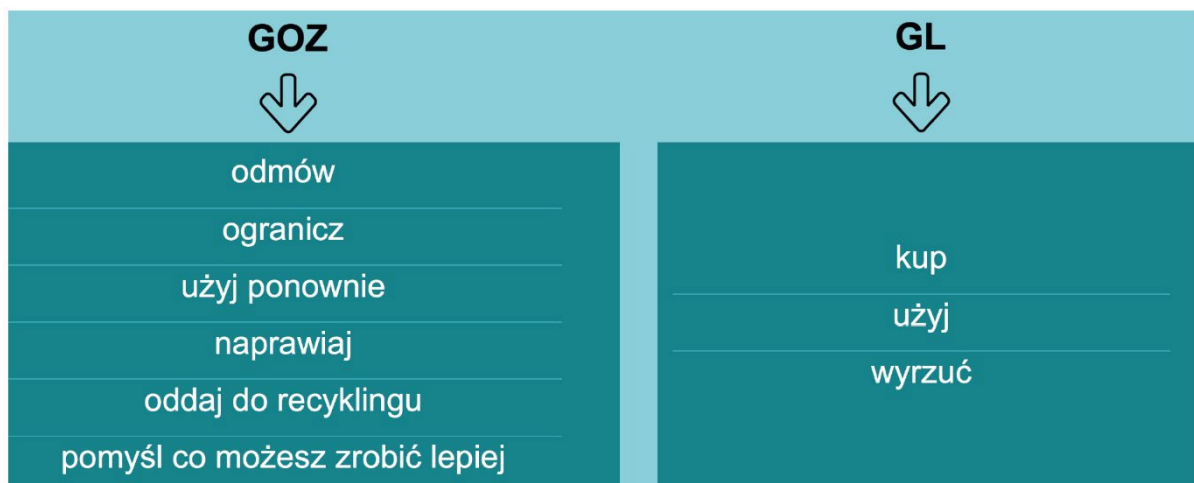 GOZ
odmów
ogranicz
użyj ponownie
naprawiaj
oddaj do recyklingu
pomyśl co możesz zrobić lepiej
GL
kup
użyj
wyrzuć